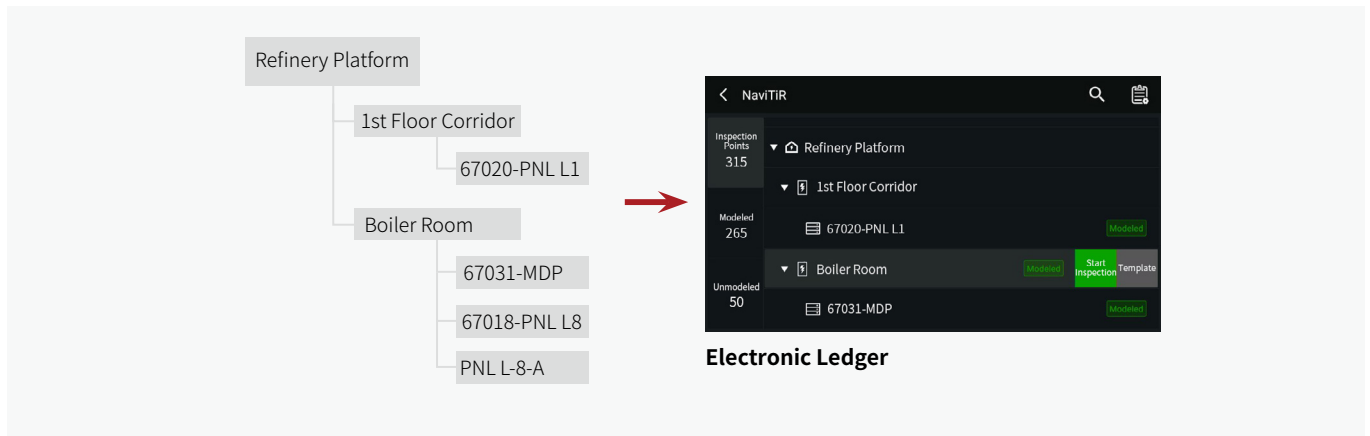 Refinery Platform
1st Floor Corridor
67020-PNL L1
Boiler Room
67031-MDP
67018-PNL L8
PNL L-8-A
NaviTiR
Inspection
Points
315
Refinery Platform
1st Floor Corridor
Modeled
265
67020-PNL L1
Modeled
Boiler Room
Modeled
Start
Inspection
Template
Unmodeled
50
67031-MDP
Modeled
Electronic Ledger